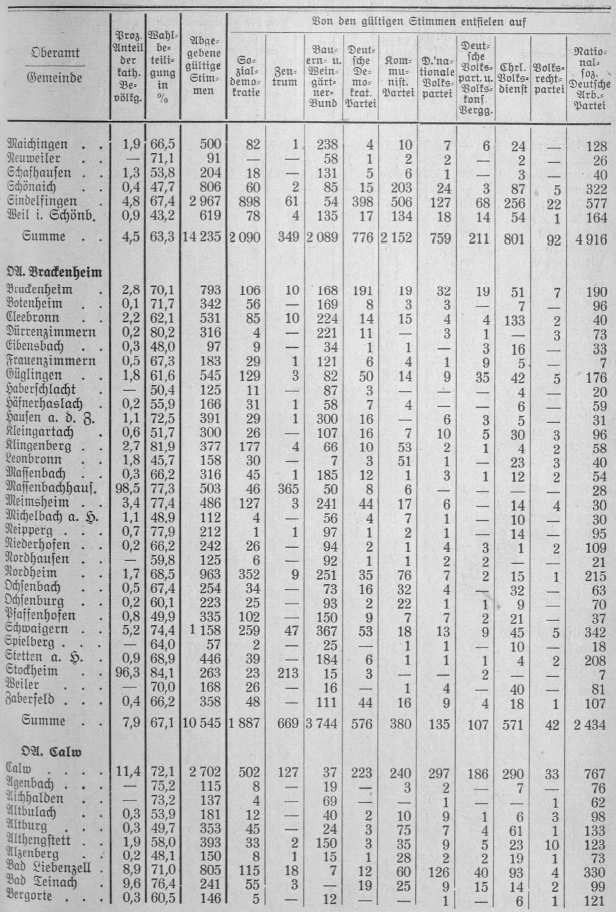 Oberamt
Gemeinde
Proz. Anteil der kath. Bevölkg.
Wahlbeteiligung in %
Abgegebene gültige Stimmen
Von den gültigen Stimmen entfielen auf
Sozialdemokratie
Zentrum
Bauern- u. Weingärtner-Bund
Deutsche Demokrat. Partei
Kommunist. Partei
D.'nationale Volkspartei
Deutsche Volkspart. u. Volkskons. Vergg.
Chrl. Volksdienst
Volksrechtpartei
National-soz. Deutsche Arb.-Partei
Maichingen . . 1,9 66,5 500 82 1 238 4 10 7 6 24 — 128
Neuweiler . . — 71,1 91 — — 58 1 2 2 — 2 — 26
Schafhausen . . 1,3 53,8 204 18 — 131 5 6 1 — 3 — 40
Schönaich . . 0,4 47,7 806 60 2 85 15 203 24 3 87 5 322
Sindelfingen . . 4,8 67,4 2 967 898 61 54 398 506 127 68 256 22 577
Weil i. Schönb. 0,9 43,2 619 78 4 135 17 134 18 14 54 1 164
Summe . . 4,5 63,3 14 235 2 090 349 2 089 776 2 152 759 211 801 92 4 916
OA. Brackenheim
Brackenheim . 2,8 70,1 793 106 10 168 191 19 32 19 51 7 190
Botenheim . 0,1 71,7 342 56 — 169 8 3 3 — 7 — 96
Cleebronn . . 2,2 62,1 531 85 10 224 14 15 4 4 133 2 40
Dürrenzimmern 0,2 80,2 316 4 — 221 11 — 3 1 — 3 73
Eibensbach . 0,3 48,0 97 9 — 34 1 1 — 3 16 — 33
Frauenzimmern 0,5 67,3 183 29 1 121 6 4 1 9 5 — 7
Güglingen . . 1,8 61,6 545 129 3 82 50 14 9 35 42 5 176
Haberschlacht . — 50,4 125 11 — 87 3 — — — 4 — 20
Häfnerhaslach . 0,2 55,9 166 31 1 58 7 4 — — 6 — 59
Hausen a. d. Z. 1,1 72,5 391 29 1 300 16 — 6 3 5 — 31
Kleingartach . 0,6 51,7 300 26 — 107 16 7 10 5 30 3 96
Klingenberg . . 2,7 81,9 377 177 4 66 10 53 2 1 4 2 58
Leonbronn . . 1,8 45,7 158 30 — 7 3 51 1 — 23 3 40
Massenbach . . 0,3 66,2 316 45 1 185 12 1 3 1 12 2 54
Massenbachhaus. 98,5 77,3 503 46 365 50 8 6 — — — — 28
Meimsheim . . 3,4 77,4 486 127 3 241 44 17 6 — 14 4 30
Michelbach a. H. 1,1 48,9 112 4 — 56 4 7 1 — 10 — 30
Neipperg . . 0,7 77,9 212 1 1 97 1 2 1 — 14 — 95
Niederhofen . . 0,2 66,2 242 26 — 94 2 1 4 3 1 2 109
Nordhausen . . — 59,8 125 6 — 92 1 1 2 2 — — 21
Nordheim . . 1,7 68,5 963 352 9 251 35 76 7 2 15 1 215
Ochsenbach . . 0,5 67,4 254 34 — 73 16 32 4 — 32 — 63
Ochsenburg . . 0,2 60,1 223 25 — 93 2 22 1 1 9 — 70
Pfaffenhofen . 0,8 49,9 335 102 — 150 9 7 7 2 21 — 37
Schwaigern . . 5,2 74,4 1 158 259 47 367 53 18 13 9 45 5 342
Spielberg . . . — 64,0 57 2 — 25 — 1 1 — 10 — 18
Stetten a. H. . 0,9 68,9 446 39 — 184 6 1 1 1 4 2 208
Stockheim . . 96,3 84,1 263 23 213 15 3 — — 2 — — 7
Weiler . . . — 70,0 168 26 — 16 — 1 4 — 40 — 81
Zaberfeld . . . 0,4 66,2 358 48 — 111 44 16 9 4 18 1 107
Summe . . 7,9 67,1 10 545 1 887 669 3 744 576 380 135 107 571 42 2 434
OA. Calw
Calw . . . . 11,4 72,1 2 702 502 127 37 223 240 297 186 290 33 767
Agenbach . . — 75,2 115 8 — 19 — 3 2 — 7 — 76
Aichhalden . . — 73,2 137 4 — 69 — — 1 — — 1 62
Altbulach . . 0,3 53,9 181 12 — 40 2 10 9 1 6 3 98
Altburg . . . 0,3 49,7 353 45 — 24 3 75 7 4 61 1 133
Althengstett . . 1,9 58,0 393 33 2 150 3 35 9 5 23 10 123
Alzenberg . . 0,2 48,1 150 8 1 15 1 28 2 2 19 1 73
Bad Liebenzell . 8,9 71,0 805 115 18 7 12 60 126 40 93 4 330
Bad Teinach . . 9,6 76,4 241 55 3 — 19 25 9 15 14 2 99
Bergorte . . . 0,3 60,5 146 5 — 12 — — 1 — 6 1 121